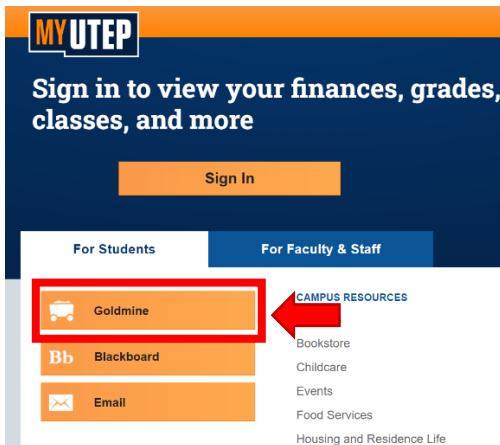 MY UTEP
Sign in to view your finances, grades,
classes, and more
Sign In
For Students
For Faculty & Staff
Goldmine
Bb Blackboard
Email
CAMPUS RESOURCES
Bookstore
Childcare
Events
Food Services
Housing and Residence Life